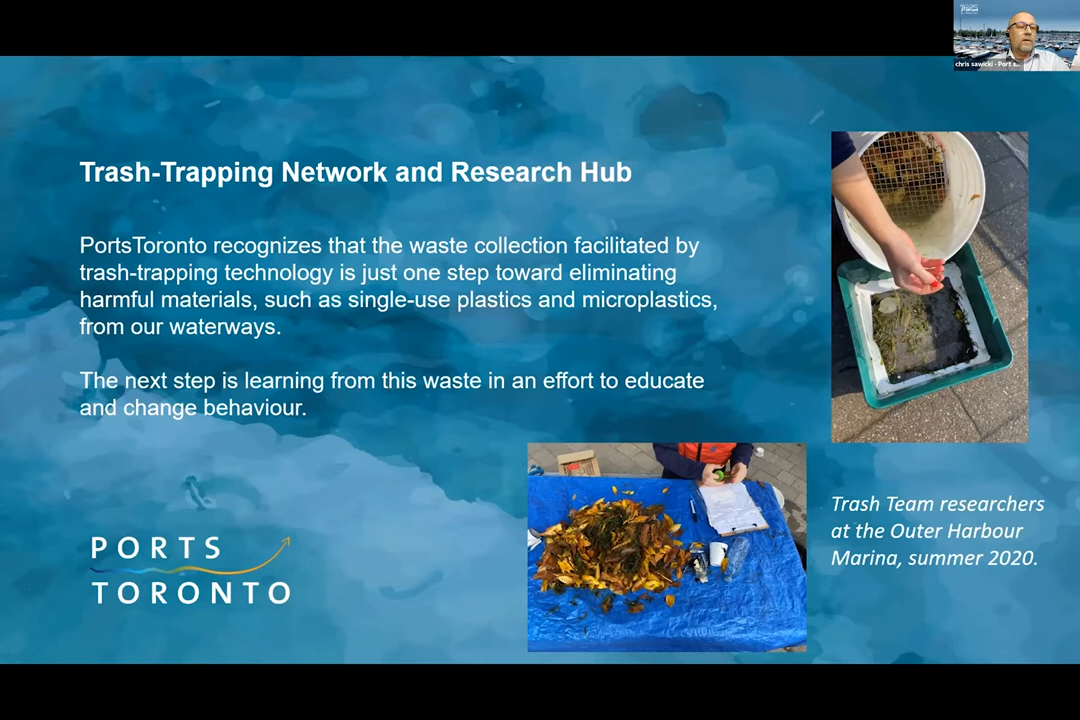 chris sawicki - Port s...
Trash-Trapping Network and Research Hub
PortsToronto recognizes that the waste collection facilitated by
trash-trapping technology is just one step toward eliminating
harmful materials, such as single-use plastics and microplastics,
from our waterways.
The next step is learning from this waste in an effort to educate
and change behaviour.
PORTS
TORONTO
Trash Team researchers
at the Outer Harbour
Marina, summer 2020.